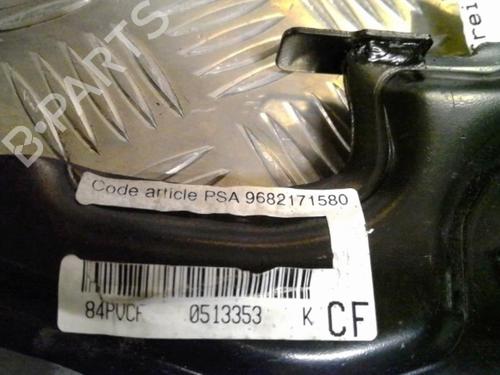 B-PARTS
Code article PSA 9682171580
84PVCF 0513353 K CF